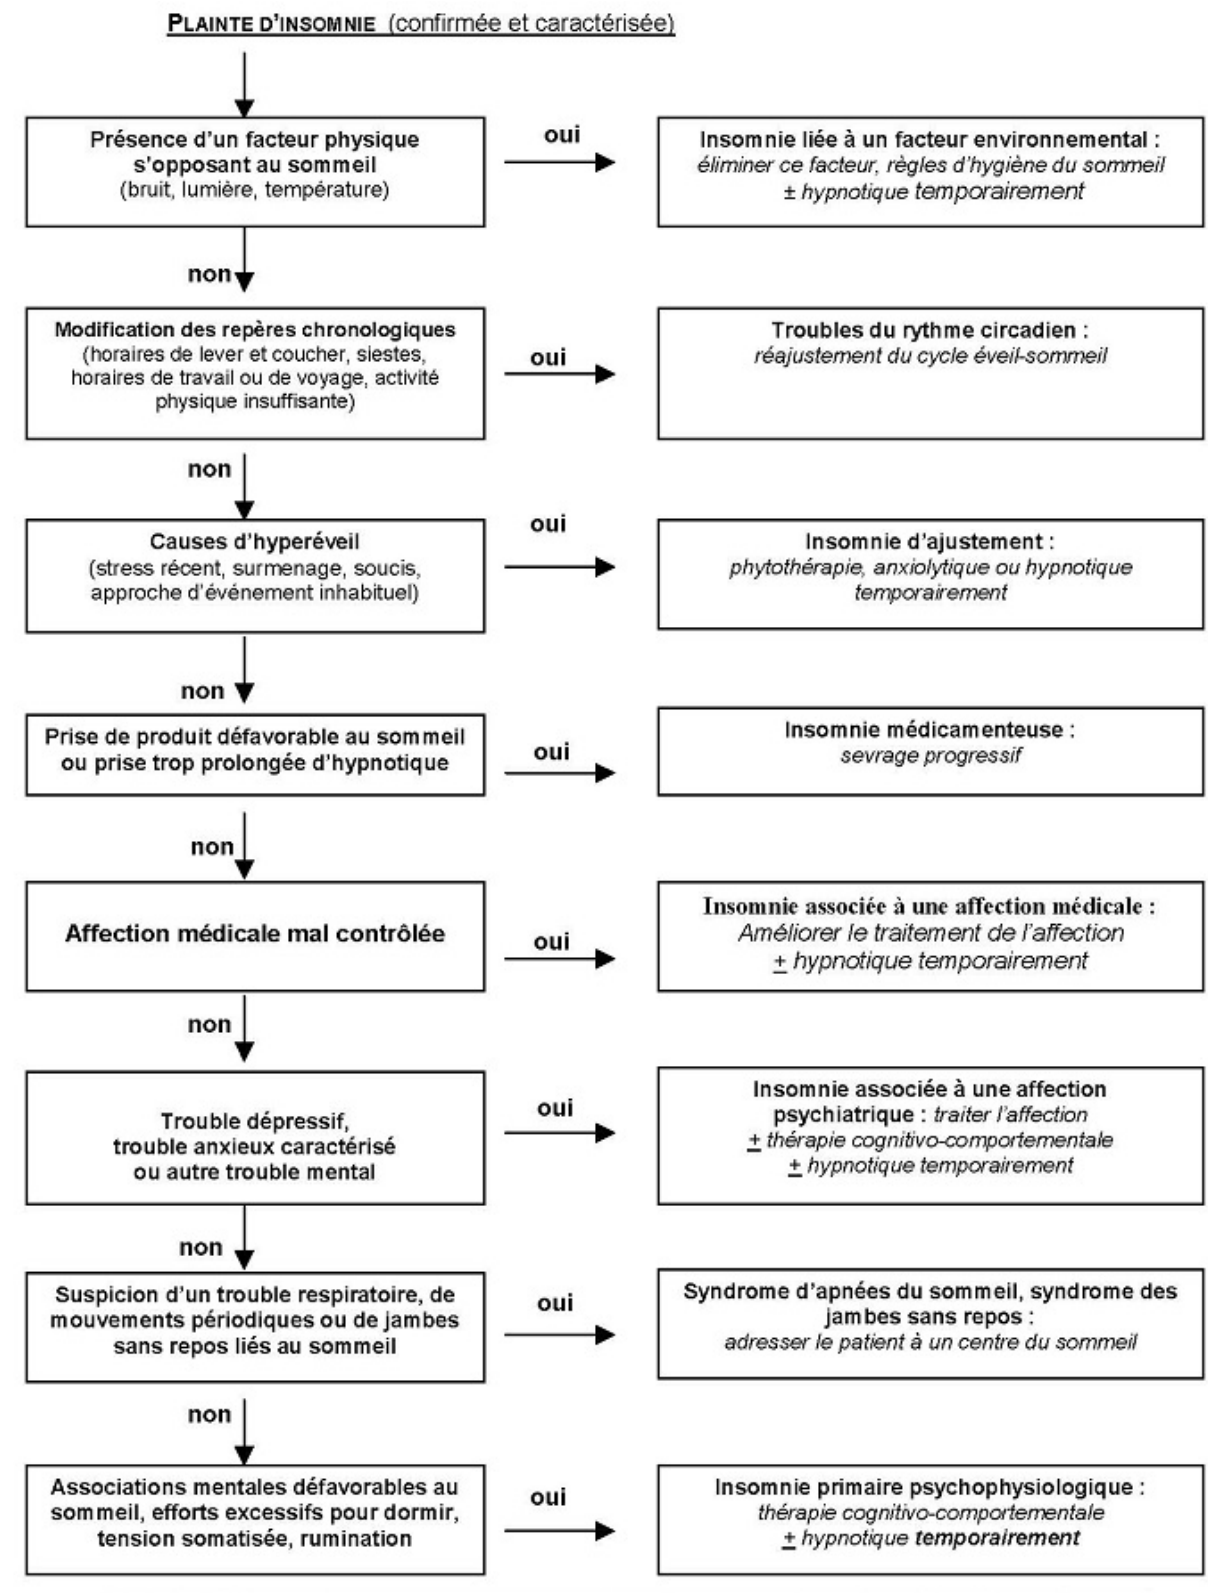 PLAINTE D'INSOMNIE (confirmée et caractérisée)
Présence d'un facteur physique
s'opposant au sommeil
(bruit, lumière, température)
oui
Insomnie liée à un facteur environnemental :
éliminer ce facteur, règles d'hygiène du sommeil
± hypnotique temporairement
non
Modification des repères chronologiques
(horaires de lever et coucher, siestes,
horaires de travail ou de voyage, activité
physique insuffisante)
oui
Troubles du rythme circadien :
réajustement du cycle éveil-sommeil
non
Causes d'hyperéveil
(stress récent, surmenage, soucis,
approche d'événement inhabituel)
oui
Insomnie d'ajustement :
phytothérapie, anxiolytique ou hypnotique
temporairement
non
Prise de produit défavorable au sommeil
ou prise trop prolongée d'hypnotique
oui
Insomnie médicamenteuse :
sevrage progressif
non
Affection médicale mal contrôlée
oui
Insomnie associée à une affection médicale :
Améliorer le traitement de l'affection
± hypnotique temporairement
non
Trouble dépressif,
trouble anxieux caractérisé
ou autre trouble mental
oui
Insomnie associée à une affection
psychiatrique : traiter l'affection
± thérapie cognitivo-comportementale
± hypnotique temporairement
non
Suspicion d'un trouble respiratoire, de
mouvements périodiques ou de jambes
sans repos liés au sommeil
oui
Syndrome d'apnées du sommeil, syndrome des
jambes sans repos :
adresser le patient à un centre du sommeil
non
Associations mentales défavorables au
sommeil, efforts excessifs pour dormir,
tension somatisée, rumination
oui
Insomnie primaire psychophysiologique :
thérapie cognitivo-comportementale
± hypnotique temporairement